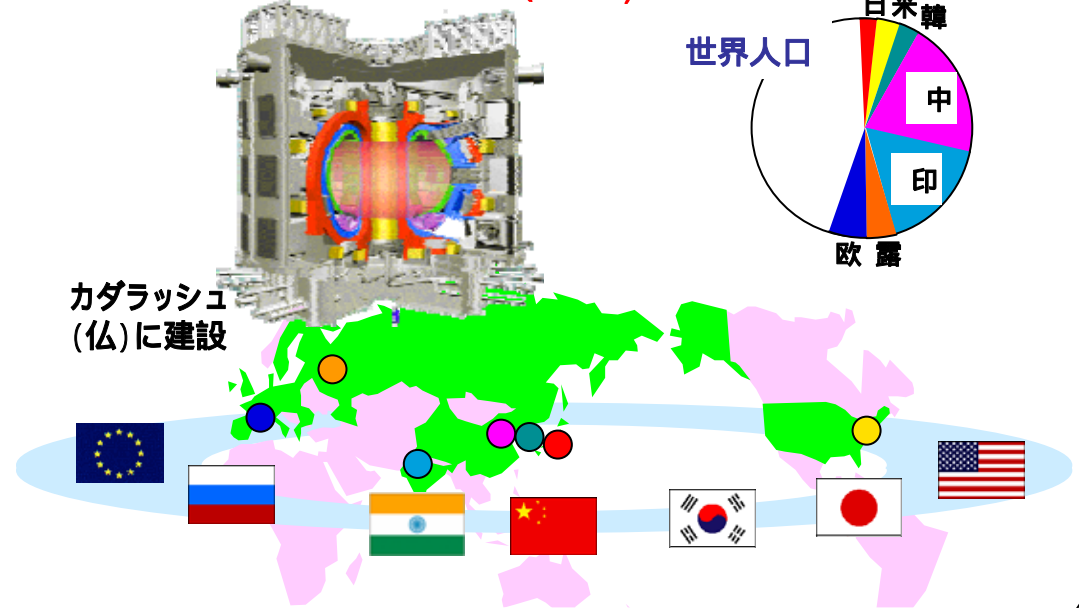 日米韓
世界人口
中
印
欧 露
カダラッシュ
(仏)に建設